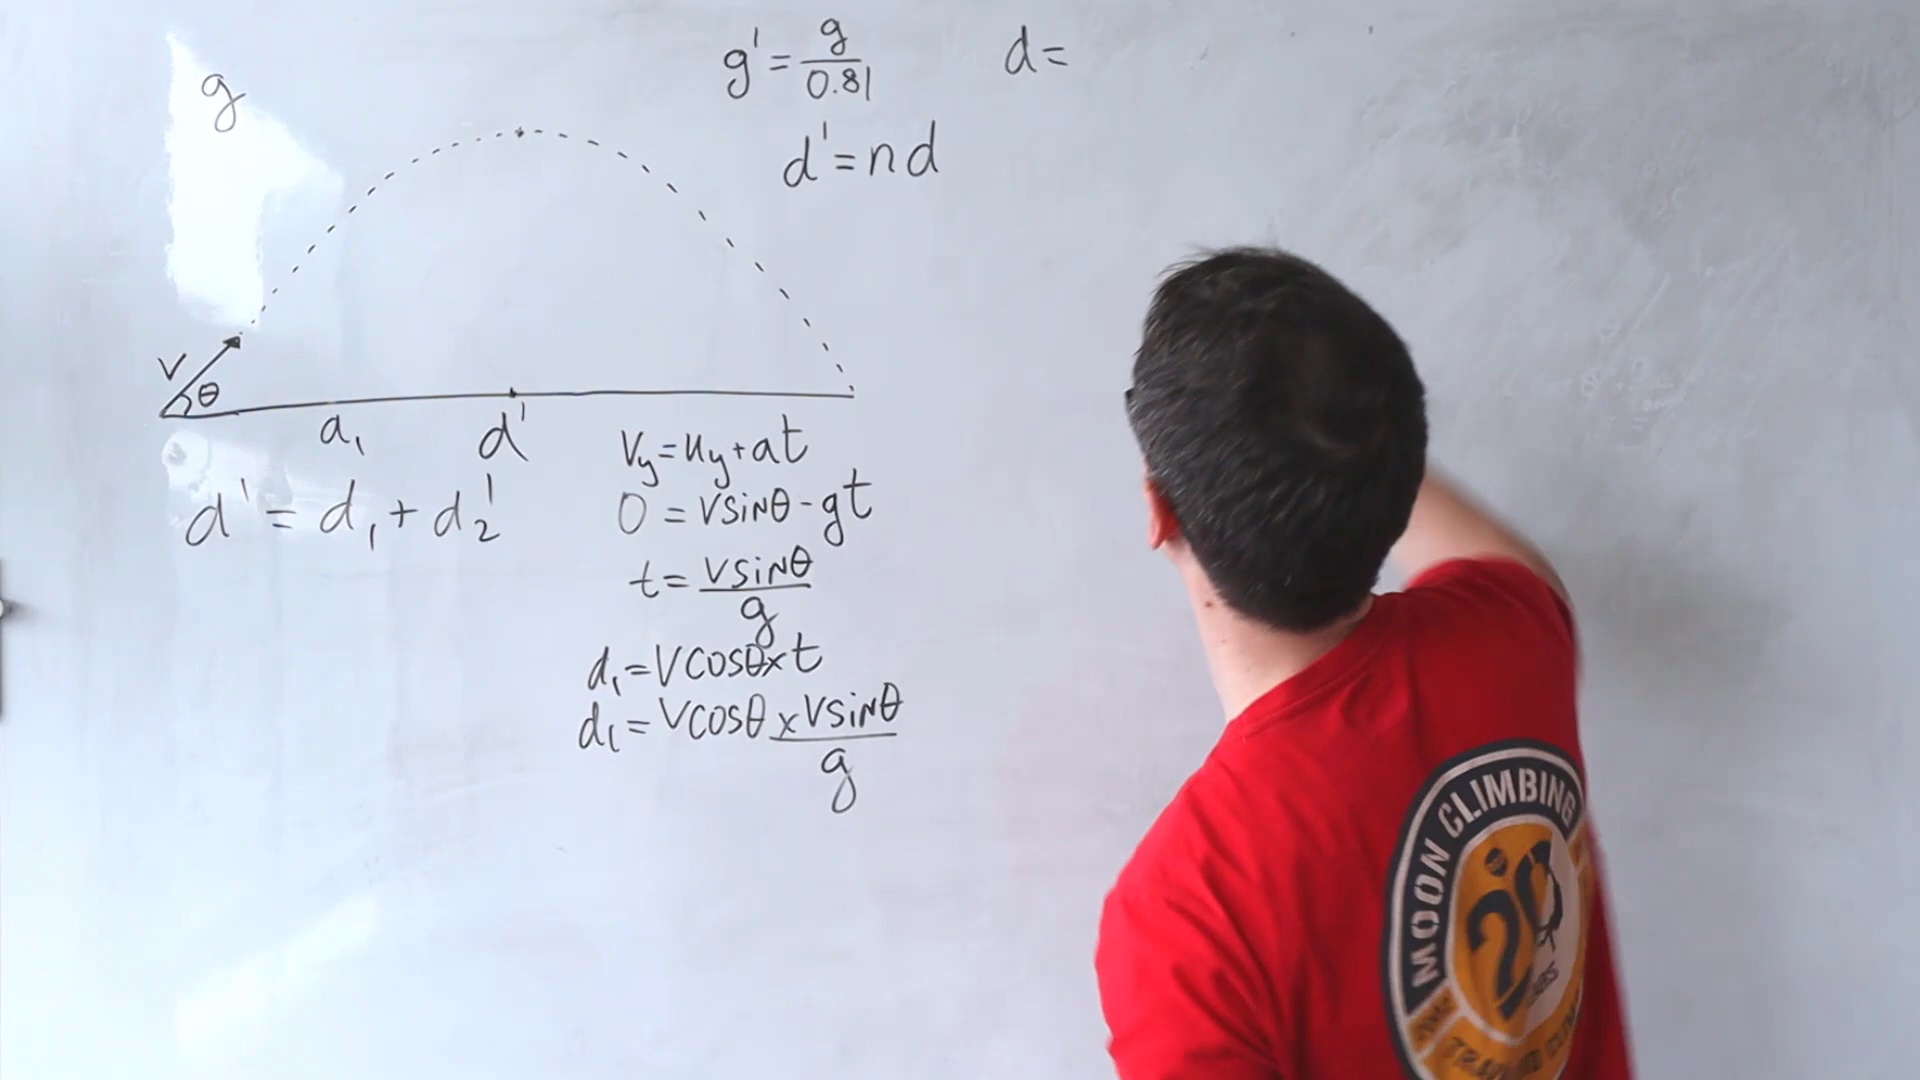 g
g' = g/0.81
d =
d' = nd
v
θ
a₁
d'
d' = d₁ + d₂'
Vy = uy + at
0 = vsinθ - gt
t = vsinθ/g
d₁ = Vcosθ x t
d₁ = Vcosθ x Vsinθ/g
MOON CLIMBING
20